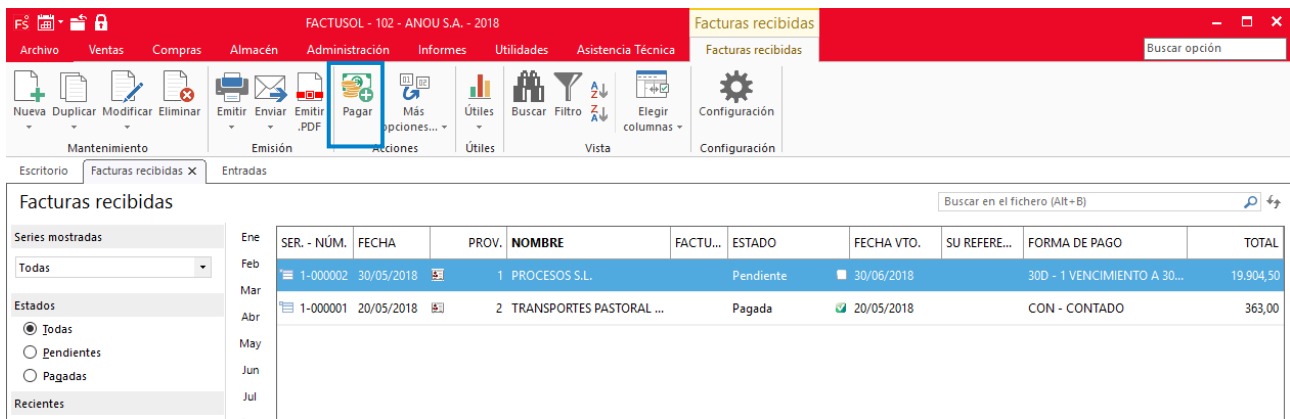 FS FACTUSOL - 102 - ANOU S.A. - 2018 Facturas recibidas
Archivo Ventas Compras Almacén Administración Informes Utilidades Asistencia Técnica Facturas recibidas Buscar opción
Nueva Duplicar Modificar Eliminar Emitir Enviar Emitir .PDF Pagar Más opciones... Útiles Buscar Filtro Elegir columnas Configuración
Mantenimiento Emisión Acciones Útiles Vista Configuración
Escritorio Facturas recibidas X Entradas
Facturas recibidas Buscar en el fichero (Alt+B)
Series mostradas
Todas
Estados
Todas
Pendientes
Pagadas
Recientes
Ene
Feb
Mar
Abr
May
Jun
Jul
SER. - NÚM. FECHA PROV. NOMBRE FACTU... ESTADO FECHA VTO. SU REFERE... FORMA DE PAGO TOTAL
1-000002 30/05/2018 1 PROCESOS S.L. Pendiente 30/06/2018 30D - 1 VENCIMIENTO A 30... 19.904,50
1-000001 20/05/2018 2 TRANSPORTES PASTORAL ... Pagada 20/05/2018 CON - CONTADO 363,00